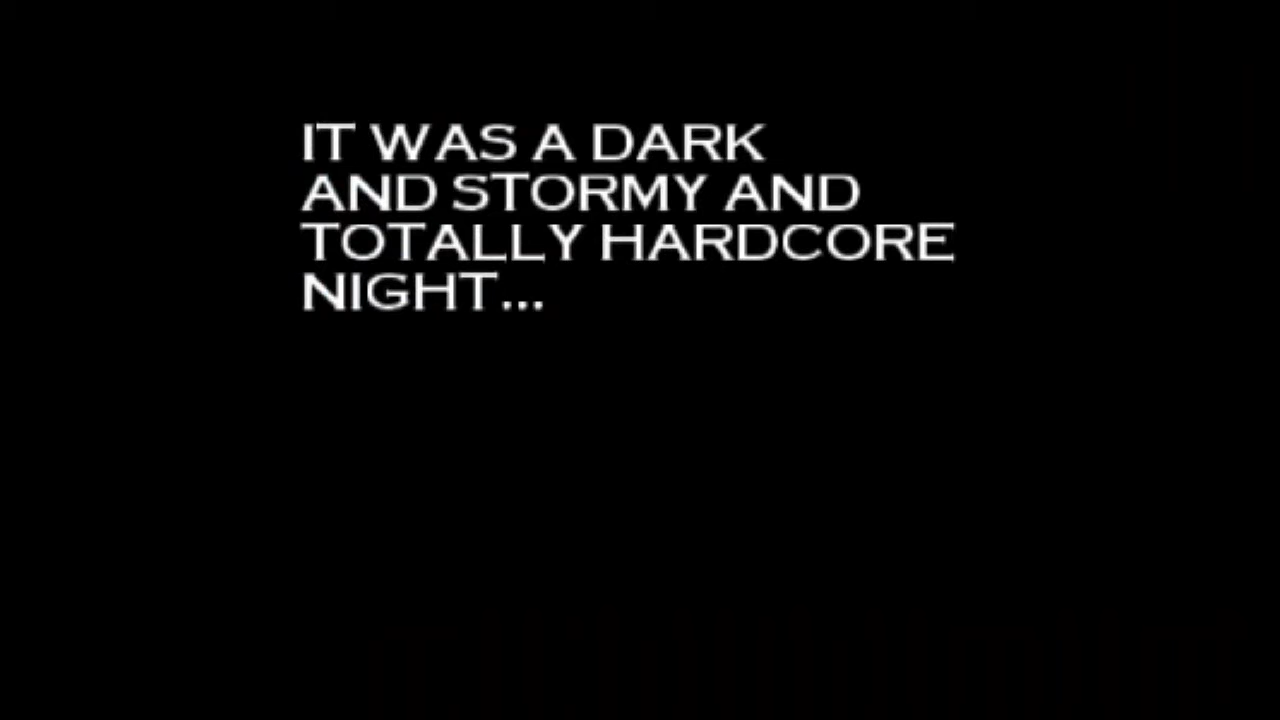 IT WAS A DARK
AND STORMY AND
TOTALLY HARDCORE
NIGHT...